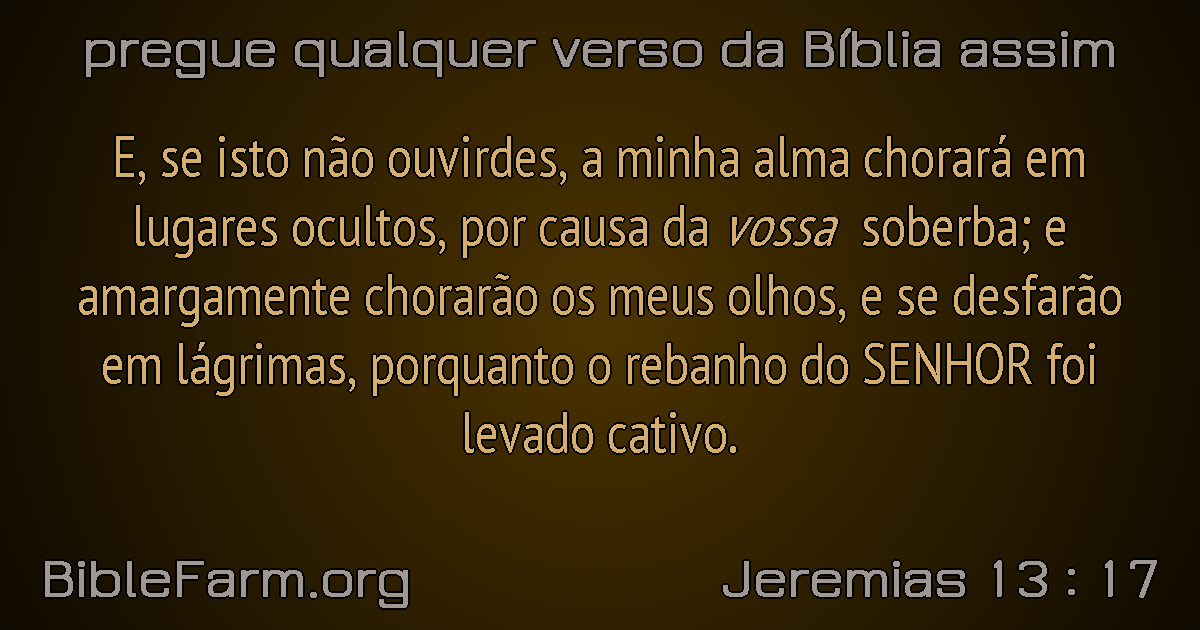 pregue qualquer verso da Bíblia assim
E, se isto não ouvirdes, a minha alma chorará em
lugares ocultos, por causa da vossa soberba; e
amargamente chorarão os meus olhos, e se desfarão
em lágrimas, porquanto o rebanho do SENHOR foi
levado cativo.
BibleFarm.org
Jeremias 13 : 17